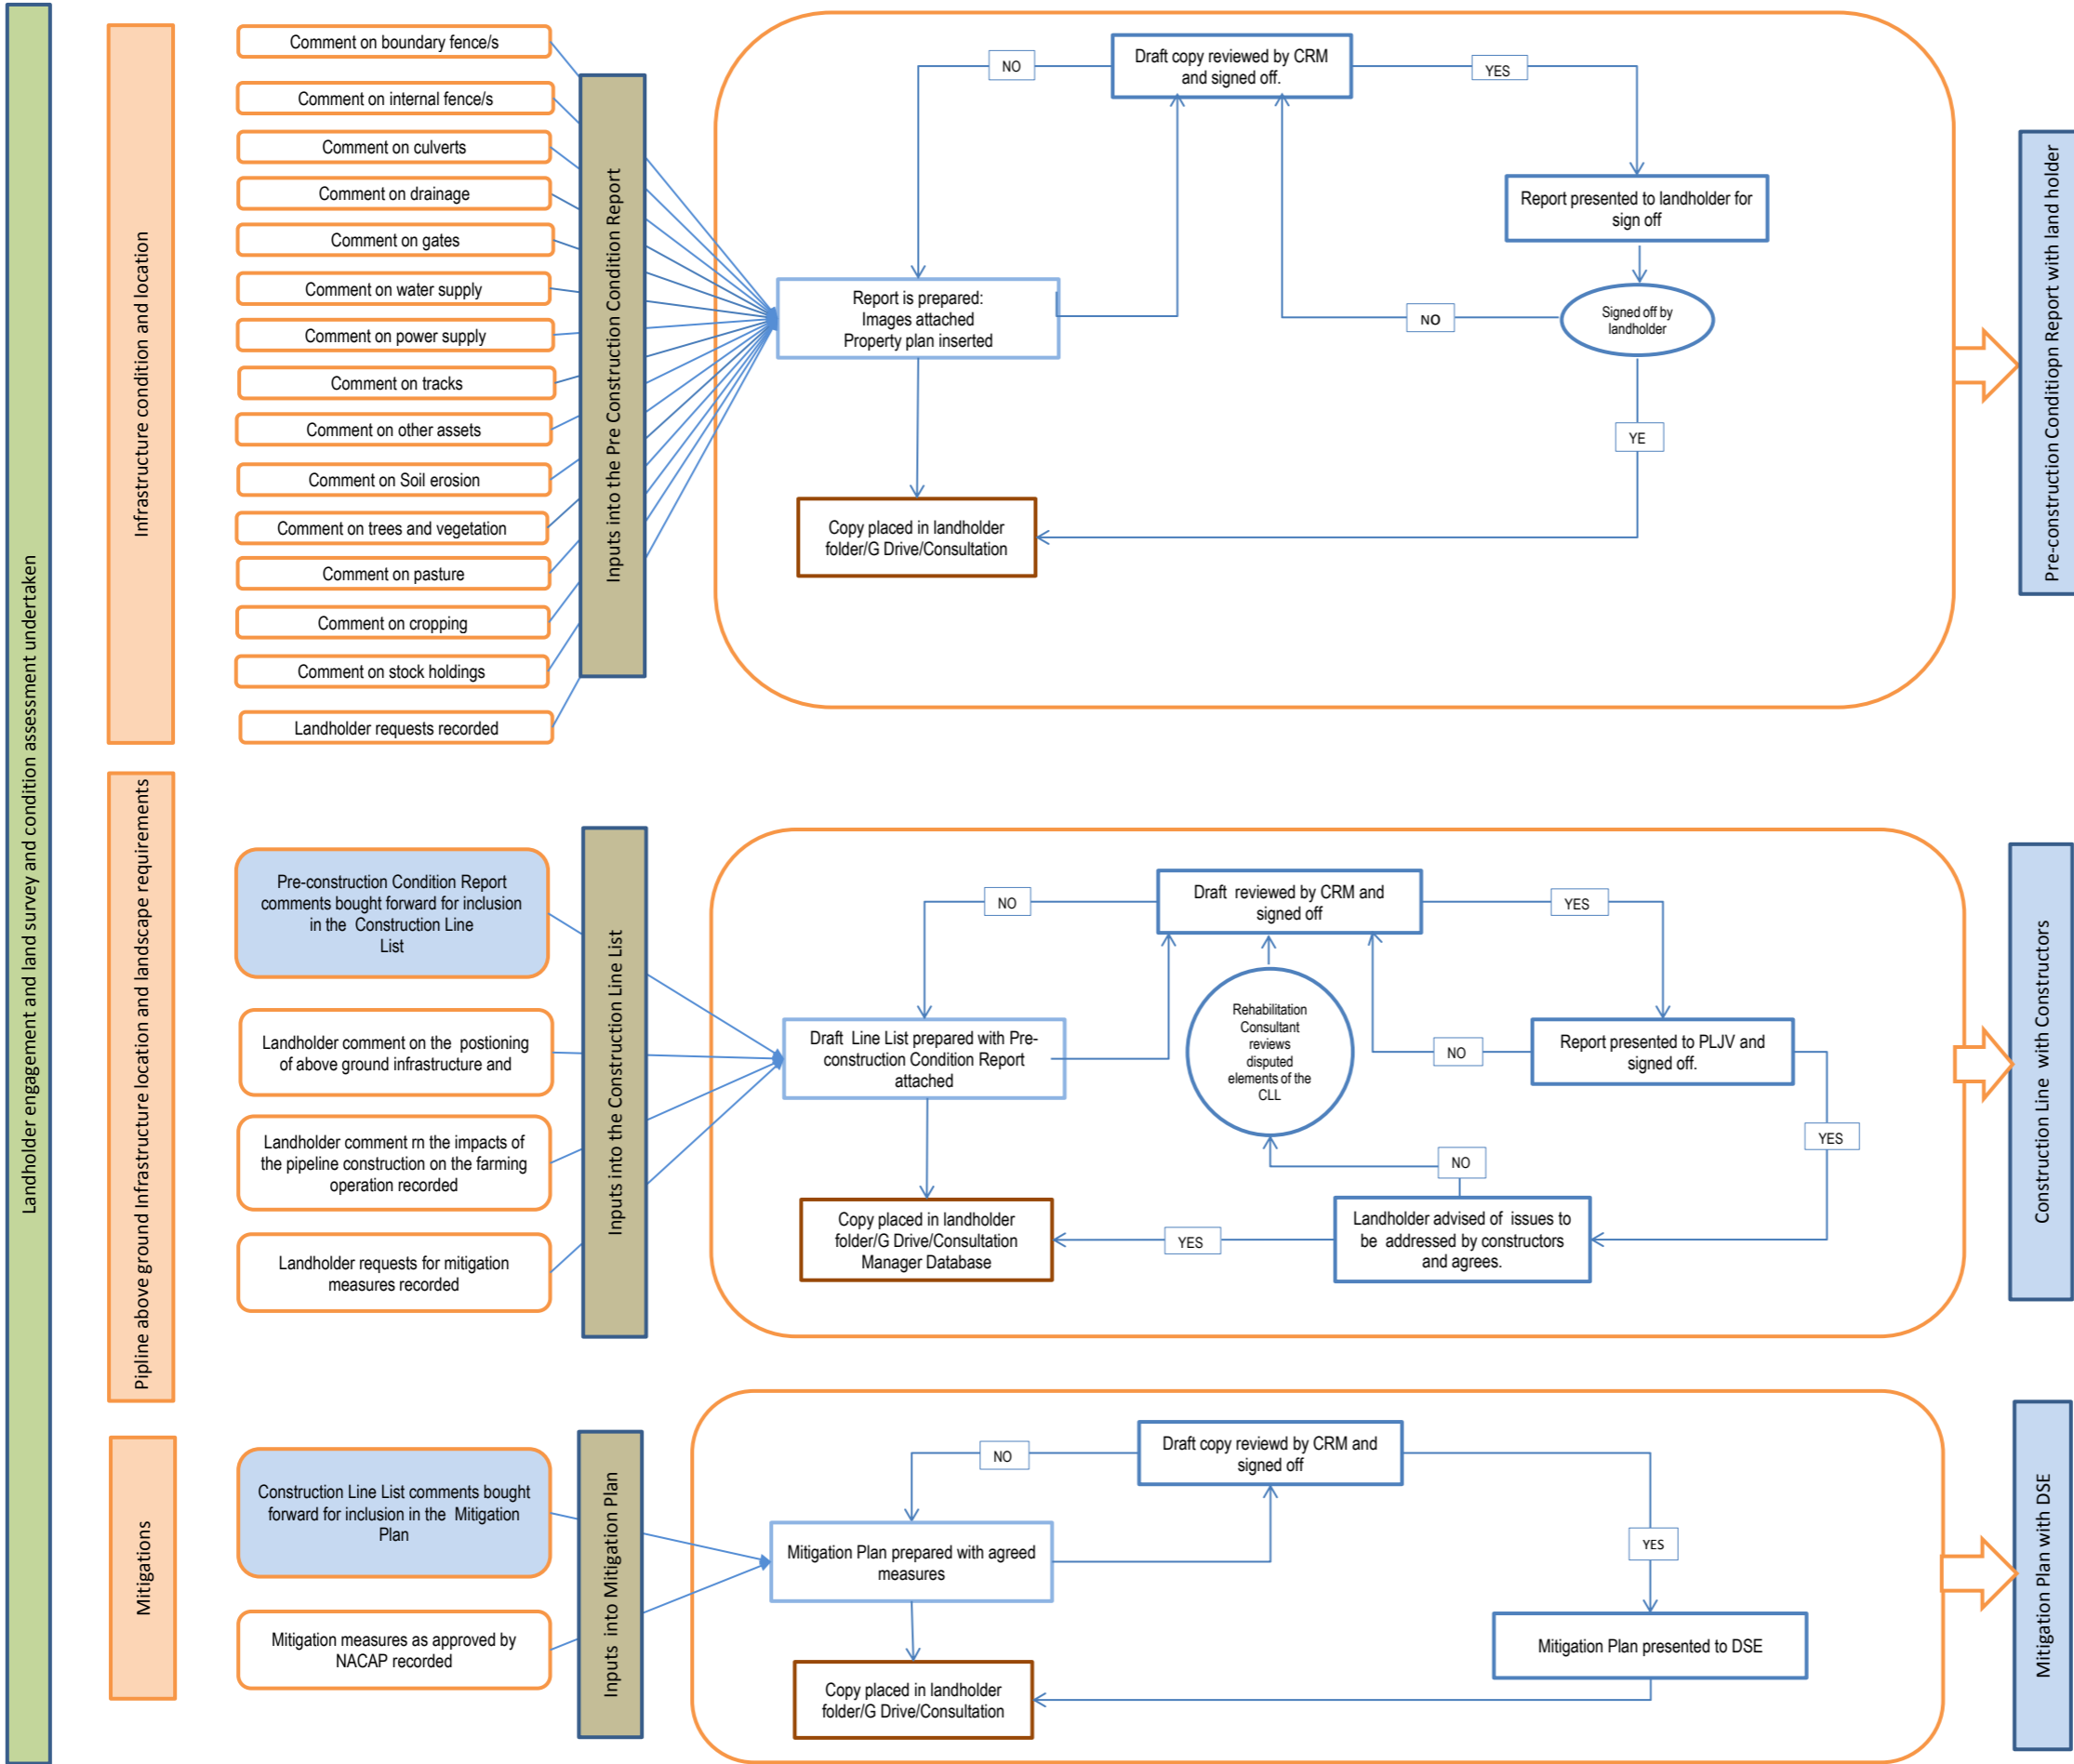 Landholder engagement and land survey and condition assessment undertaken
Infrastructure condition and location
Comment on boundary fence/s
Comment on internal fence/s
Comment on culverts
Comment on drainage
Comment on gates
Comment on water supply
Comment on power supply
Comment on tracks
Comment on other assets
Comment on Soil erosion
Comment on trees and vegetation
Comment on pasture
Comment on cropping
Comment on stock holdings
Landholder requests recorded
Inputs into the Pre Construction Condition Report
NO
Draft copy reviewed by CRM
and signed off.
YES
Report presented to landholder for
sign off
Report is prepared:
Images attached
Property plan inserted
NO
Signed off by
landholder
YE
Copy placed in landholder
folder/G Drive/Consultation
Pre-construction Conditiopn Report with land holder
Pipline above ground Infrastructure location and landscape requirements
Pre-construction Condition Report
comments bought forward for inclusion
in the Construction Line
List
Landholder comment on the postioning
of above ground infrastructure and
Landholder comment rn the impacts of
the pipeline construction on the farming
operation recorded
Landholder requests for mitigation
measures recorded
Inputs into the Construction Line List
NO
Draft reviewed by CRM and
signed off
YES
Rehabilitation
Consultant
reviews
disputed
elements of the
CLL
Draft Line List prepared with Pre-
construction Condition Report
attached
NO
Report presented to PLJV and
signed off.
YES
NO
Copy placed in landholder
folder/G Drive/Consultation
Manager Database
YES
Landholder advised of issues to
be addressed by constructors
and agrees.
Construction Line with Constructors
Mitigations
Construction Line List comments bought
forward for inclusion in the Mitigation
Plan
Mitigation measures as approved by
NACAP recorded
Inputs into Mitigation Plan
NO
Draft copy reviewd by CRM and
signed off
YES
Mitigation Plan prepared with agreed
measures
Mitigation Plan presented to DSE
Copy placed in landholder
folder/G Drive/Consultation
Mitigation Plan with DSE